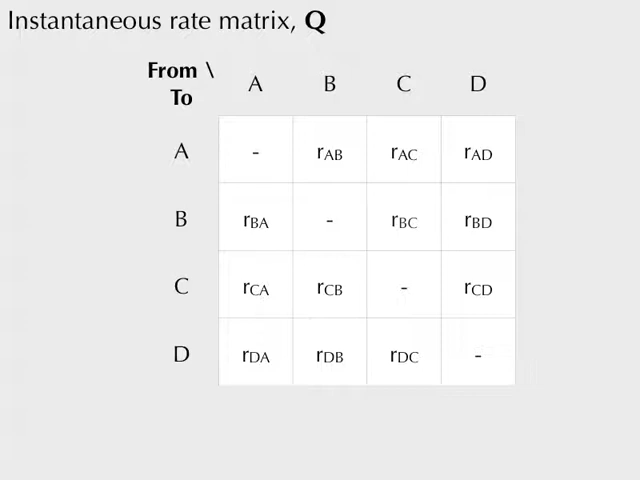 Instantaneous rate matrix, Q
From \ To A B C D
A - rAB rAC rAD
B rBA - rBC rBD
C rCA rCB - rCD
D rDA rDB rDC -